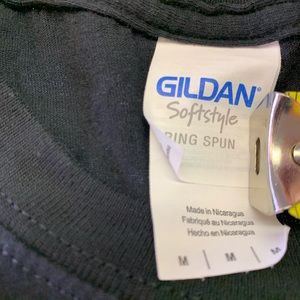 GILDAN
Softstyle
RING SPUN
Made in Nicaragua
Fabriqué au Nicaragua
Hecho en Nicaragua
M | M | M